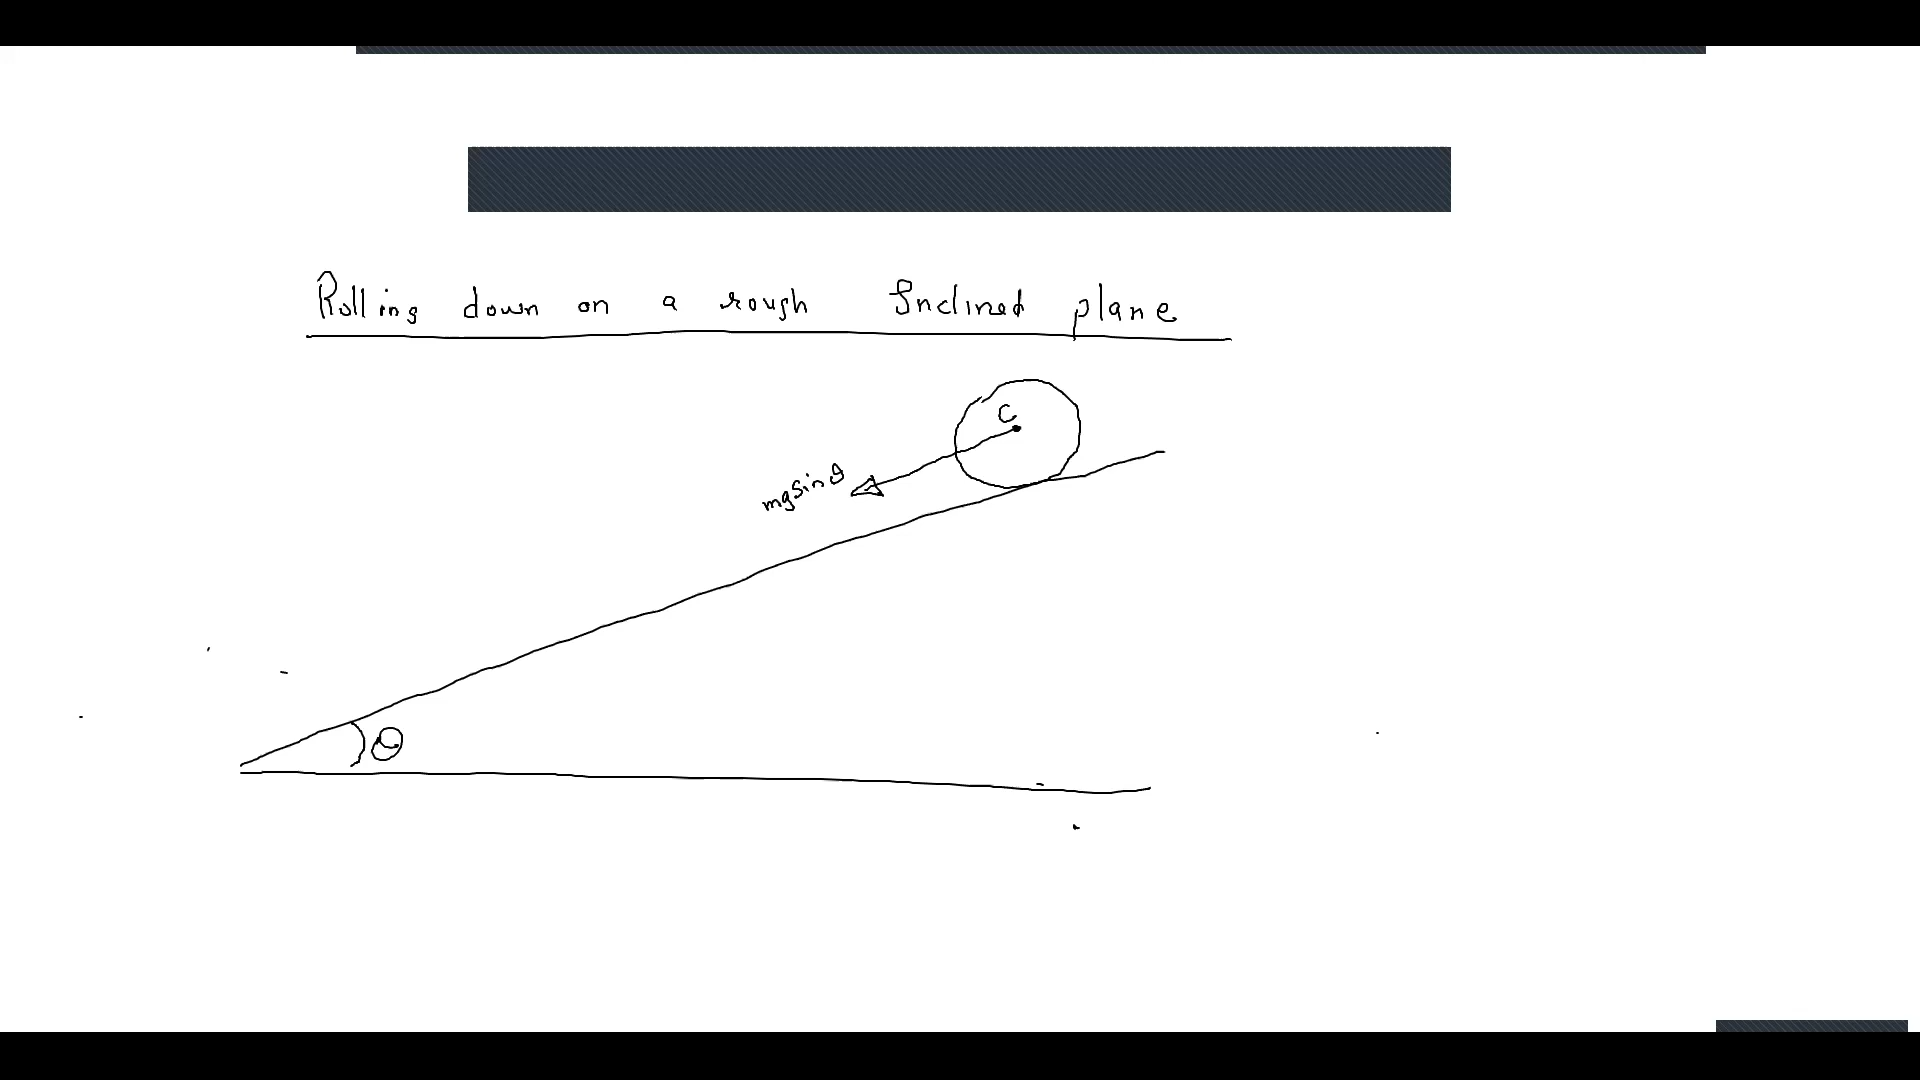 Rolling down on a rough Inclined plane
C
mgsinθ
θ